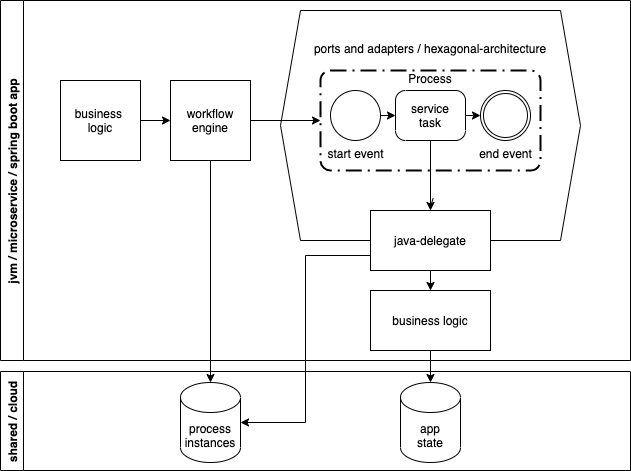 jvm / microservice / spring boot app
ports and adapters / hexagonal-architecture
Process
business
logic
workflow
engine
service
task
start event
end event
java-delegate
business logic
shared / cloud
process
instances
app
state